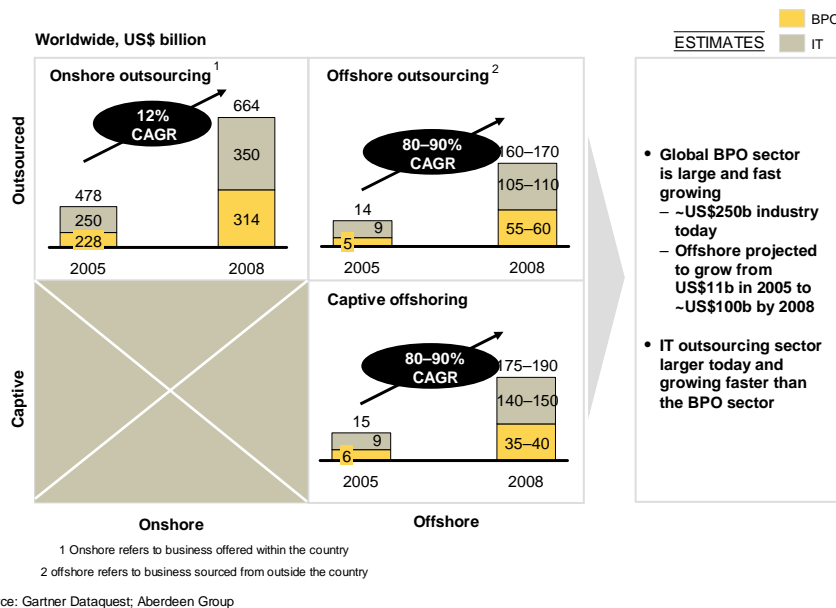 BPO
IT
Worldwide, US$ billion
ESTIMATES
Onshore outsourcing 1
12%
CAGR
664
350
314
478
250
228
2005
2008
Offshore outsourcing 2
80–90%
CAGR
160–170
105–110
55–60
14
9
5
2005
2008
Outsourced
Captive offshoring
80–90%
CAGR
175–190
140–150
35–40
15
9
6
2005
2008
Captive
Onshore
Offshore
• Global BPO sector
is large and fast
growing
– ~US$250b industry
today
– Offshore projected
to grow from
US$11b in 2005 to
~US$100b by 2008
• IT outsourcing sector
larger today and
growing faster than
the BPO sector
1 Onshore refers to business offered within the country
2 offshore refers to business sourced from outside the country
rce: Gartner Dataquest; Aberdeen Group